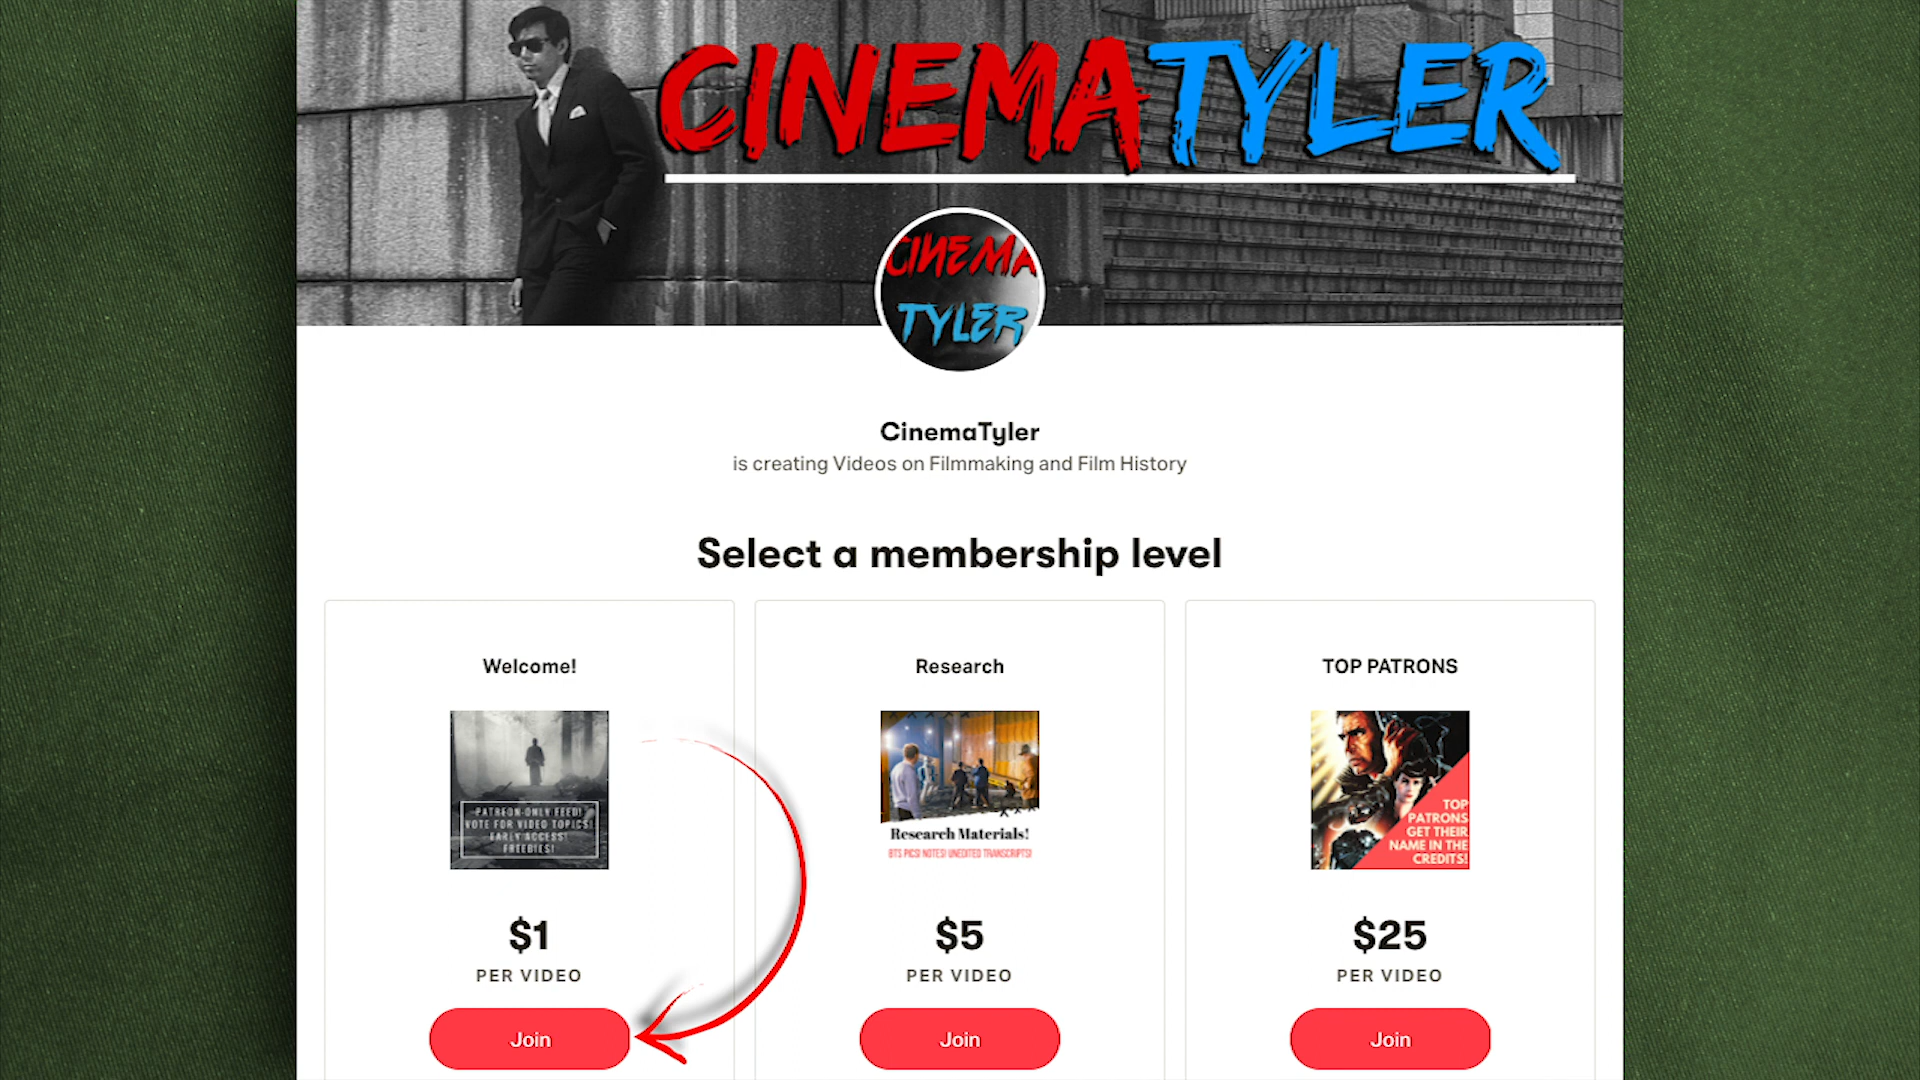 CINEMATYLER
CINEMA
TYLER
CinemaTyler
is creating Videos on Filmmaking and Film History
Select a membership level
Welcome!
PATREON-ONLY FEED!
VOTE FOR VIDEO TOPICS!
EARLY ACCESS!
FREEBIES!
$1
PER VIDEO
Join
Research
Research Materials!
BTS PICS! NOTES! UNEDITED TRANSCRIPTS!
$5
PER VIDEO
Join
TOP PATRONS
TOP
PATRONS
GET THEIR
NAME IN THE
CREDITS!
$25
PER VIDEO
Join